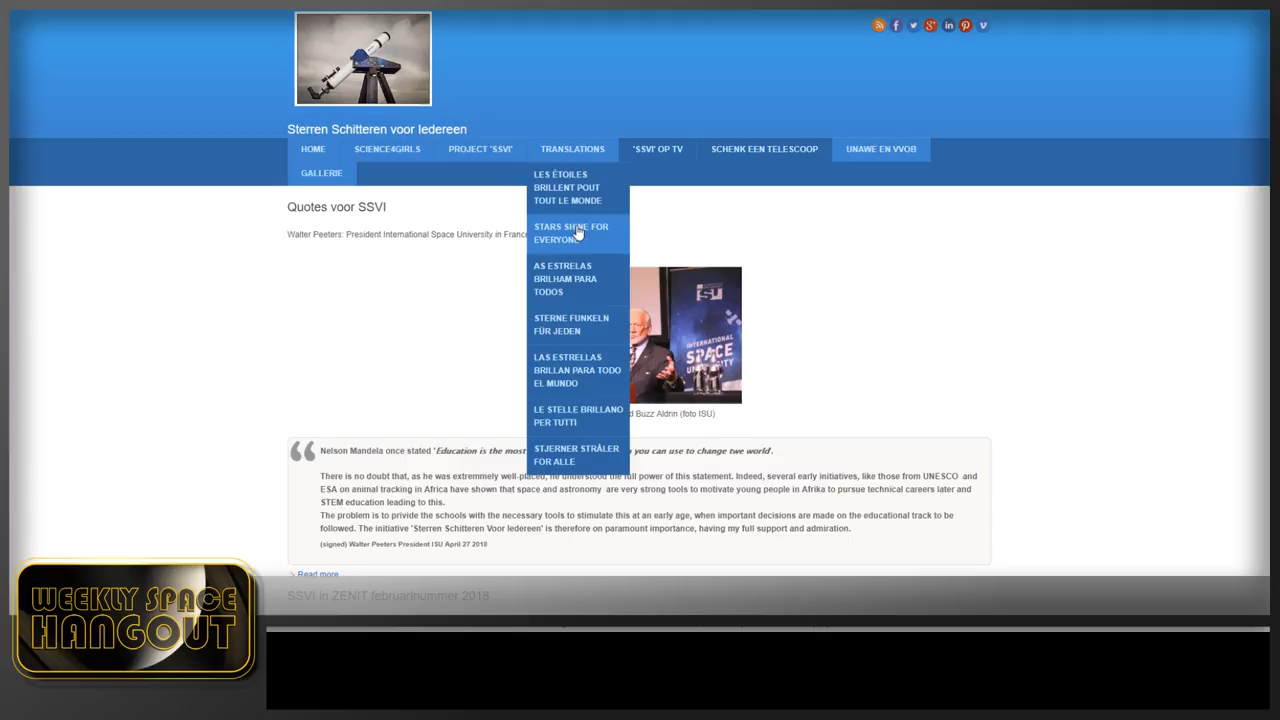 Sterren Schitteren voor Iedereen
HOME SCIENCE4GIRLS PROJECT 'SSVI' TRANSLATIONS 'SSVI' OP TV SCHENK EEN TELESCOOP UNAWE EN VVOB
GALLERIE
LES ÉTOILES
BRILLENT POUT
TOUT LE MONDE
STARS SHINE FOR
EVERYONE
AS ESTRELAS
BRILHAM PARA
TODOS
STERNE FUNKELN
FÜR JEDEN
LAS ESTRELLAS
BRILLAN PARA TODO
EL MUNDO
LE STELLE BRILLANO
PER TUTTI
STJERNER STRÅLER
FOR ALLE
Quotes voor SSVI
Walter Peeters: President International Space University in France
isu
INTERNATIONAL
SPACE
UNIVERSITY
d Buzz Aldrin (foto ISU)
Nelson Mandela once stated 'Education is the most you can use to change twe world'.
There is no doubt that, as he was extremmely well-placed, he understood the full power of this statement. Indeed, several early initiatives, like those from UNESCO and
ESA on animal tracking in Africa have shown that space and astronomy are very strong tools to motivate young people in Afrika to pursue technical careers later and
STEM education leading to this.
The problem is to privide the schools with the necessary tools to stimulate this at an early age, when important decisions are made on the educational track to be
followed. The initiative 'Sterren Schitteren Voor Iedereen' is therefore on paramount importance, having my full support and admiration.
(signed) Walter Peeters President ISU April 27 2018
Read more
SSVI in ZENIT februarinummer 2018
WEEKLY SPACE
HANGOUT